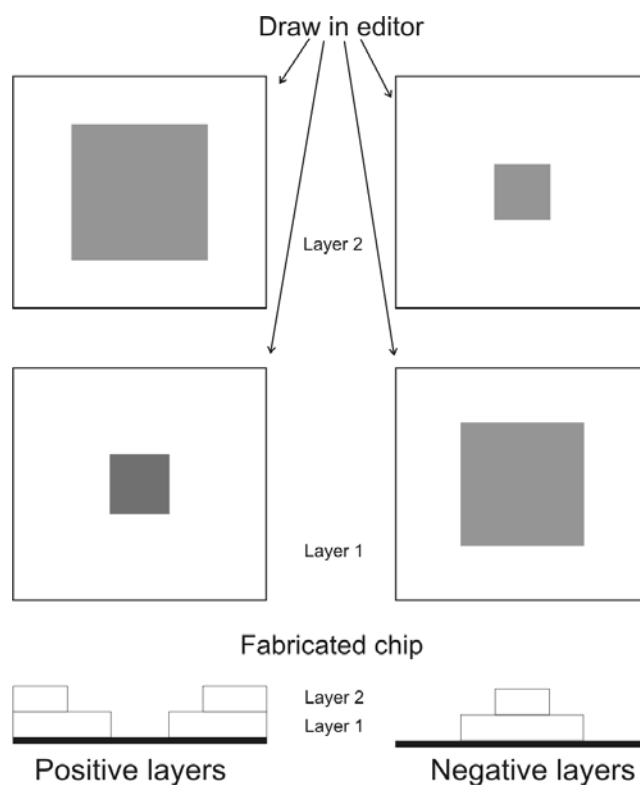 Draw in editor
Layer 2
Layer 1
Fabricated chip
Layer 2
Layer 1
Positive layers
Negative layers